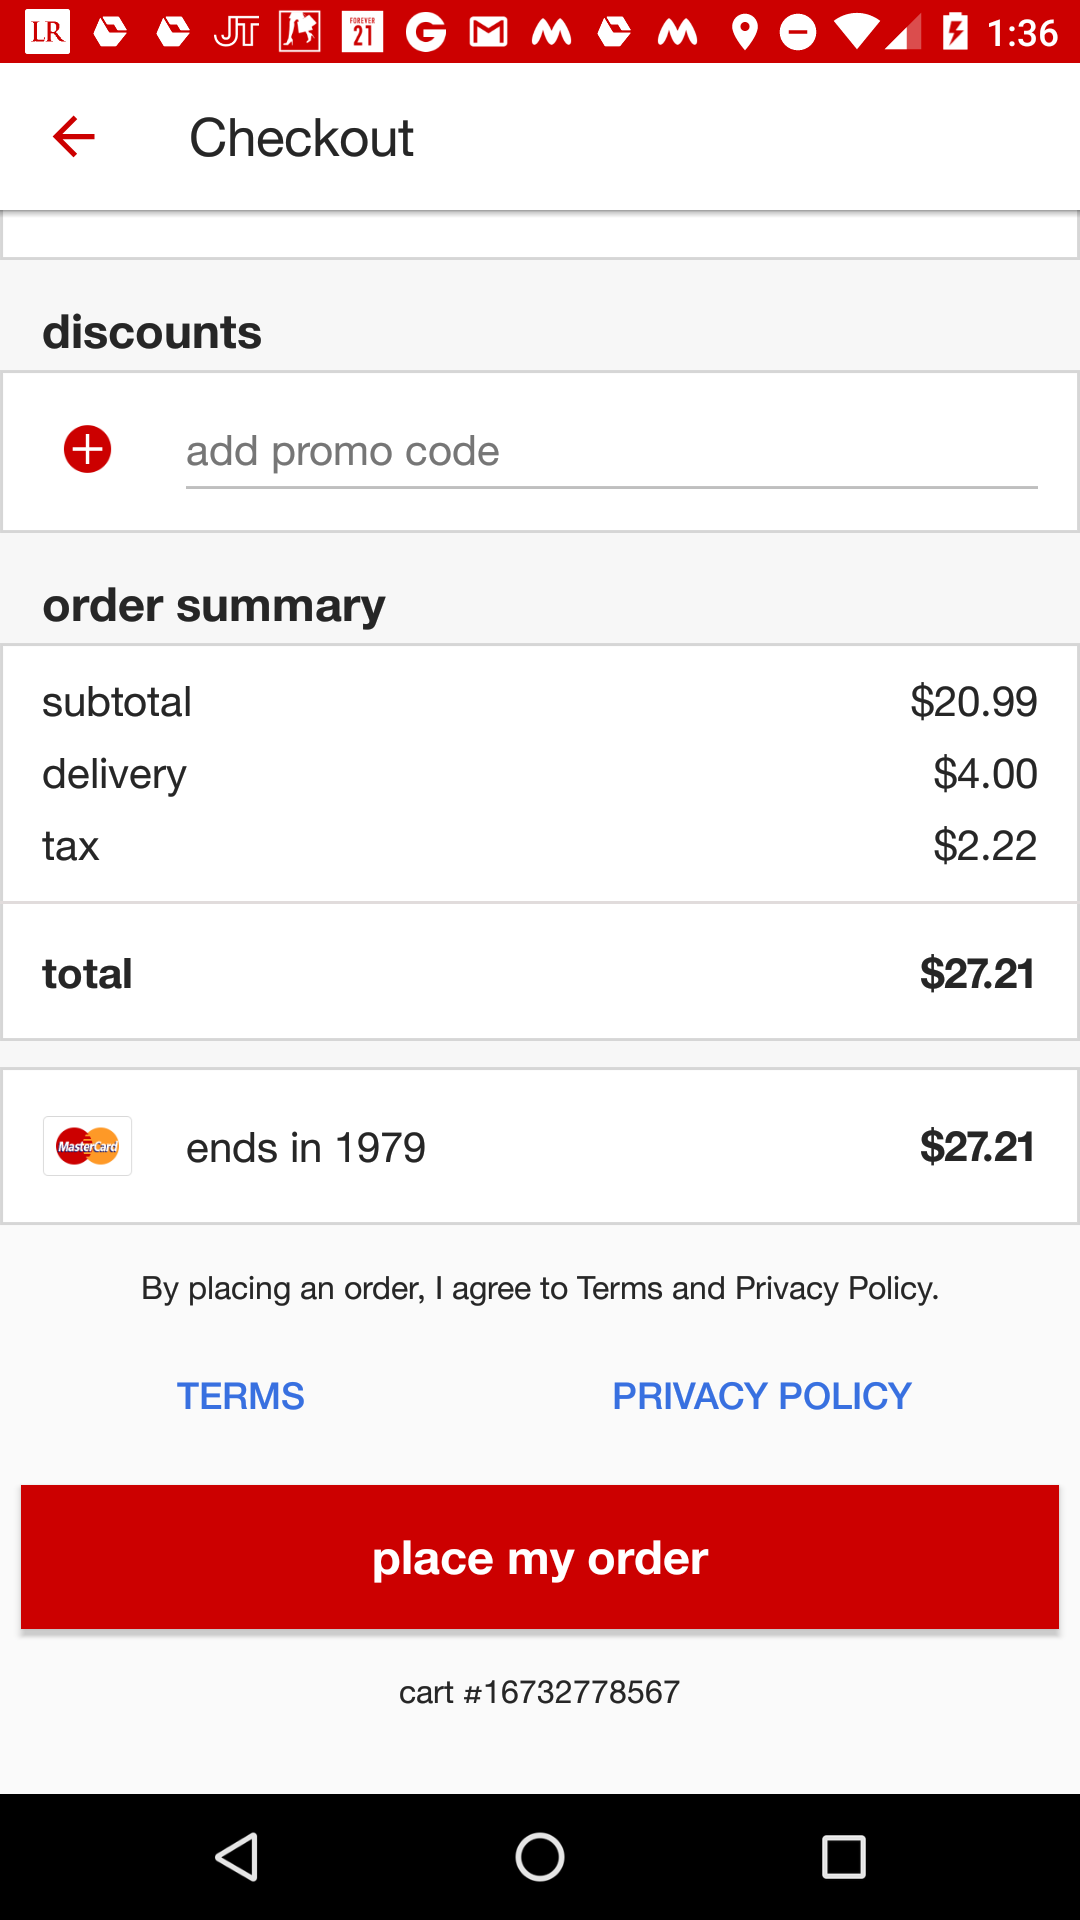 LR JT FOREVER 21 G M 1:36
Checkout
discounts
add promo code
order summary
subtotal $20.99
delivery $4.00
tax $2.22
total $27.21
MasterCard ends in 1979 $27.21
By placing an order, I agree to Terms and Privacy Policy.
TERMS PRIVACY POLICY
place my order
cart #16732778567